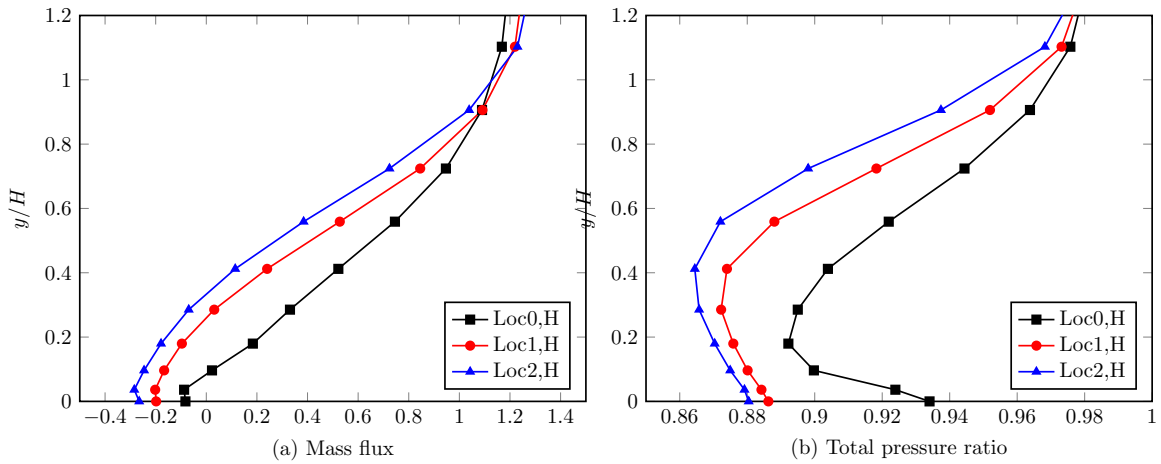 1.2
1
0.8
0.6
0.4
0.2
0
y/H
−0.4 −0.2 0 0.2 0.4 0.6 0.8 1 1.2
Loc0,H
Loc1,H
Loc2,H
(a) Mass flux
1.2
1
0.8
0.6
0.4
0.2
0
y/H
0.86 0.88 0.9 0.92 0.94 0.96 0.98 1
Loc0,H
Loc1,H
Loc2,H
(b) Total pressure ratio